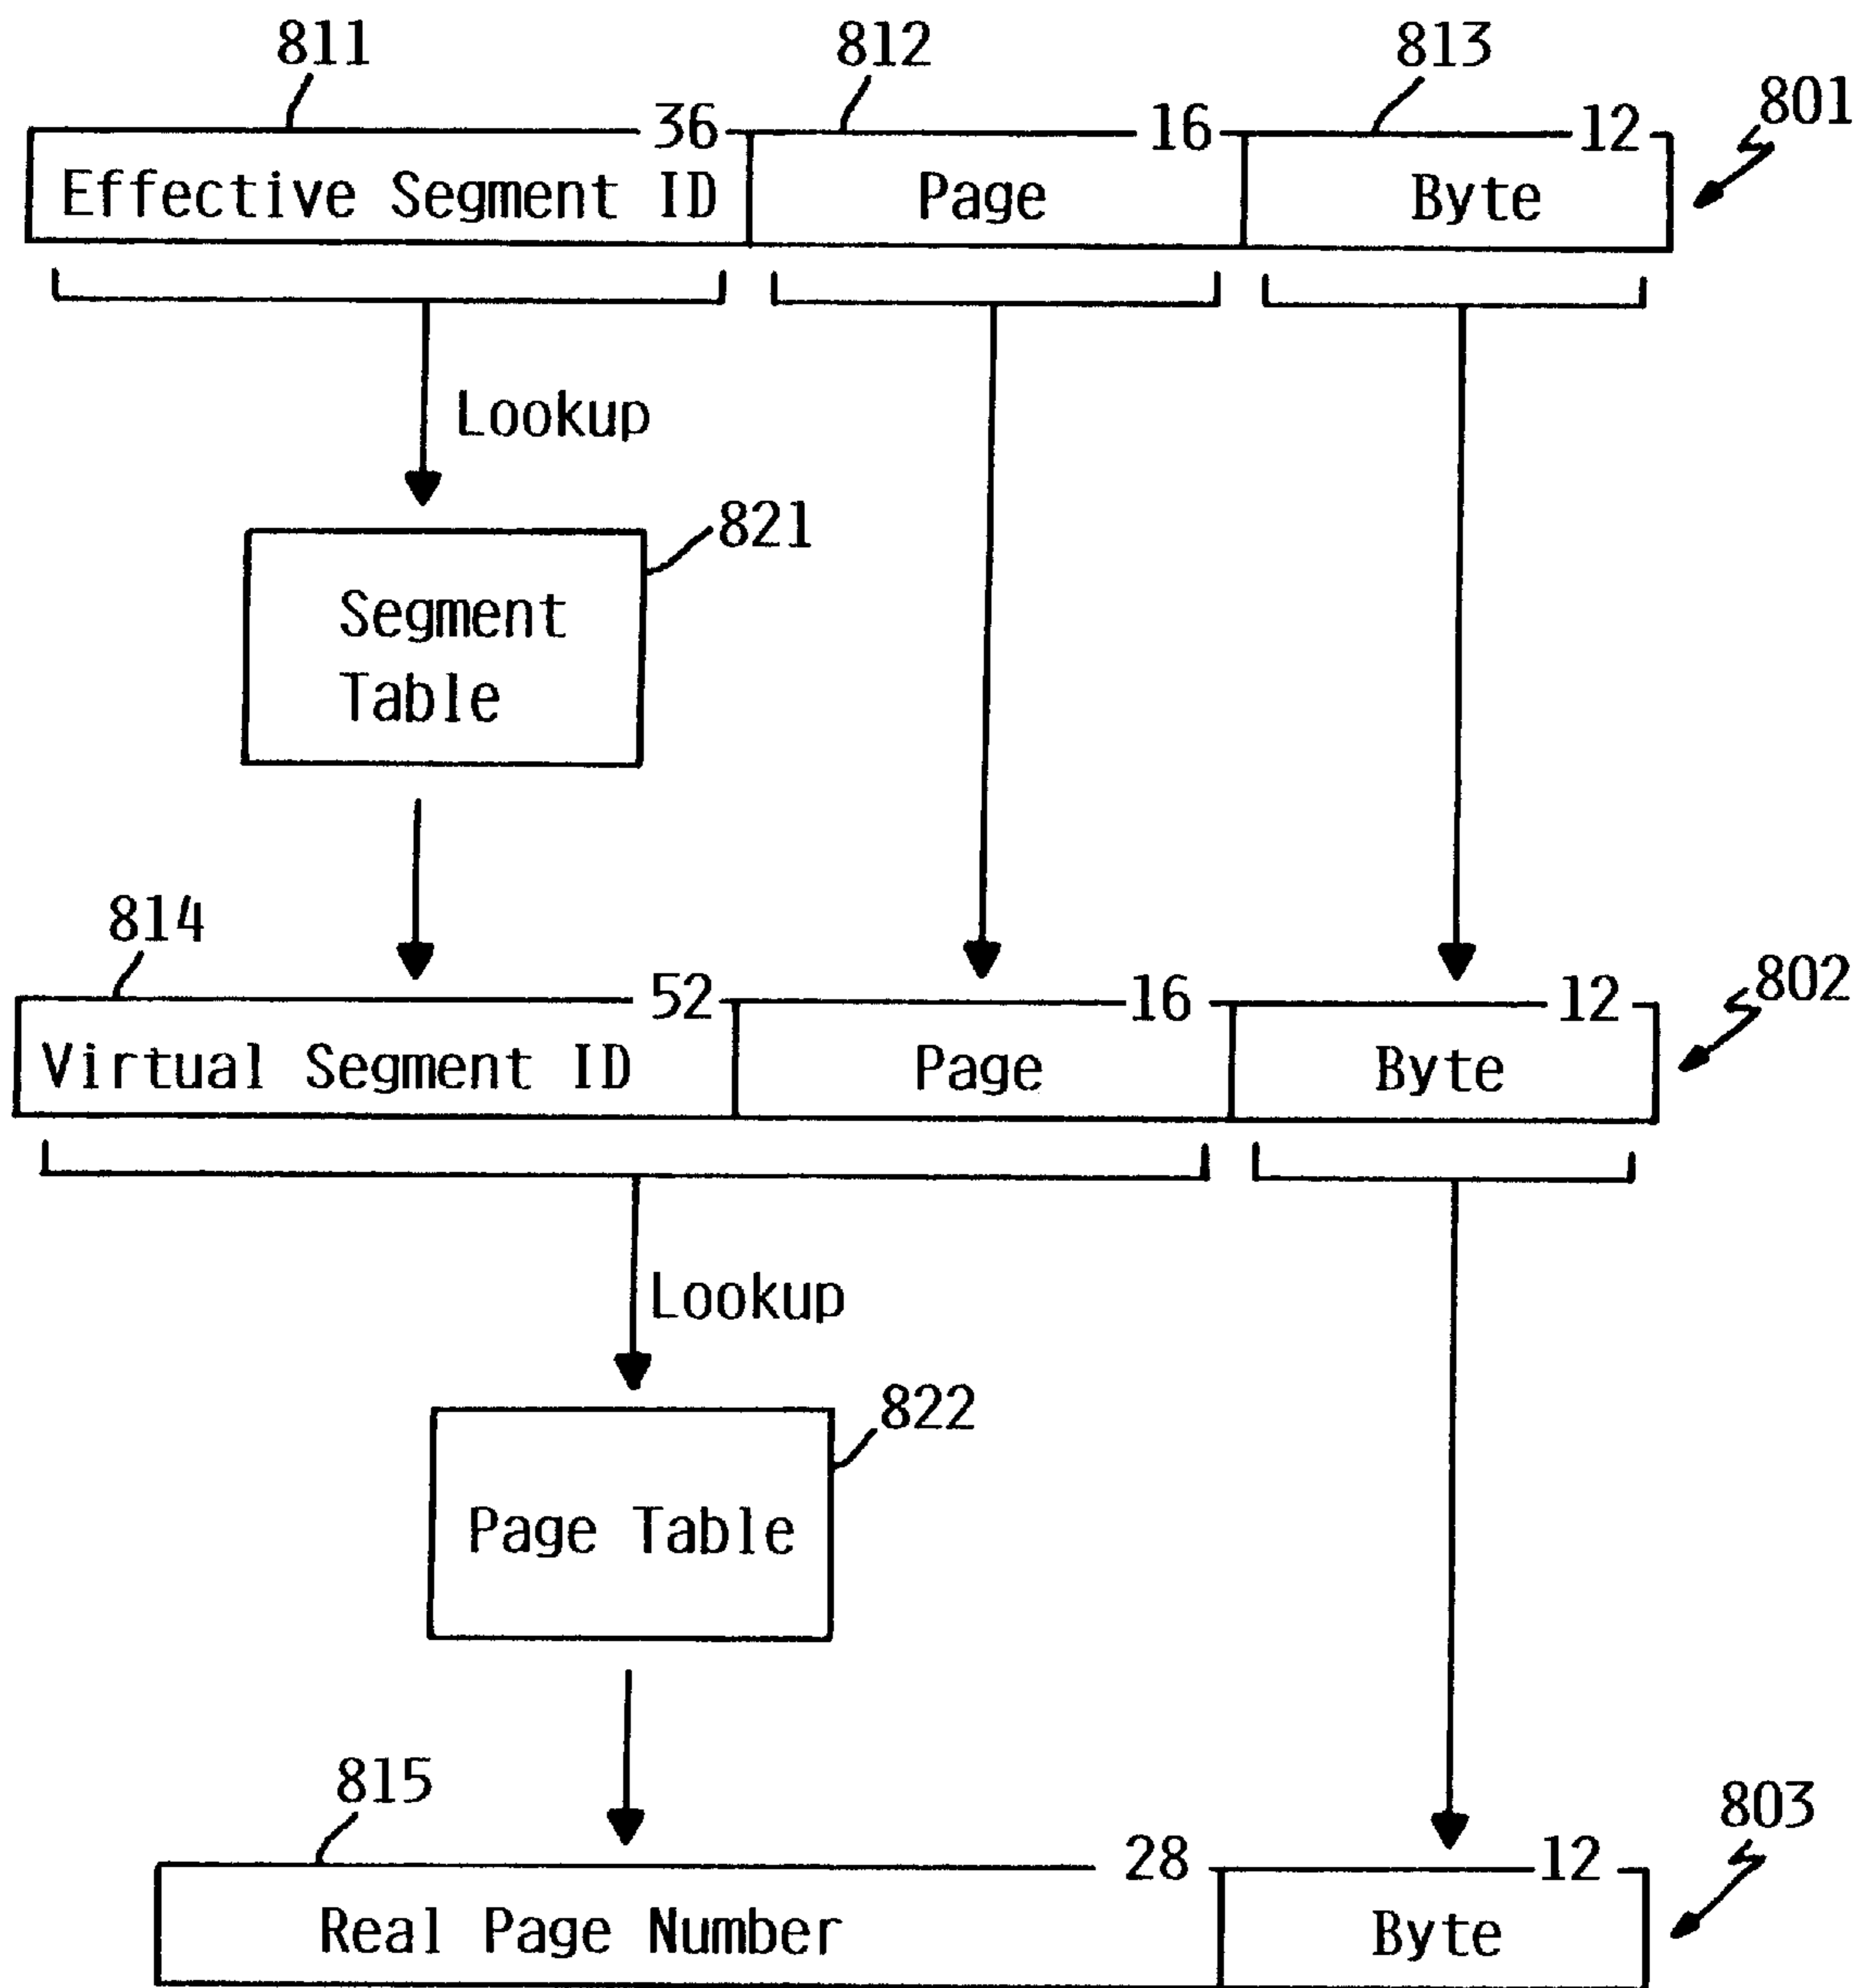 811
812
813
801
36
16
12
Effective Segment ID
Page
Byte
Lookup
821
Segment
Table
814
802
52
16
12
Virtual Segment ID
Page
Byte
Lookup
822
Page Table
815
803
28
12
Real Page Number
Byte